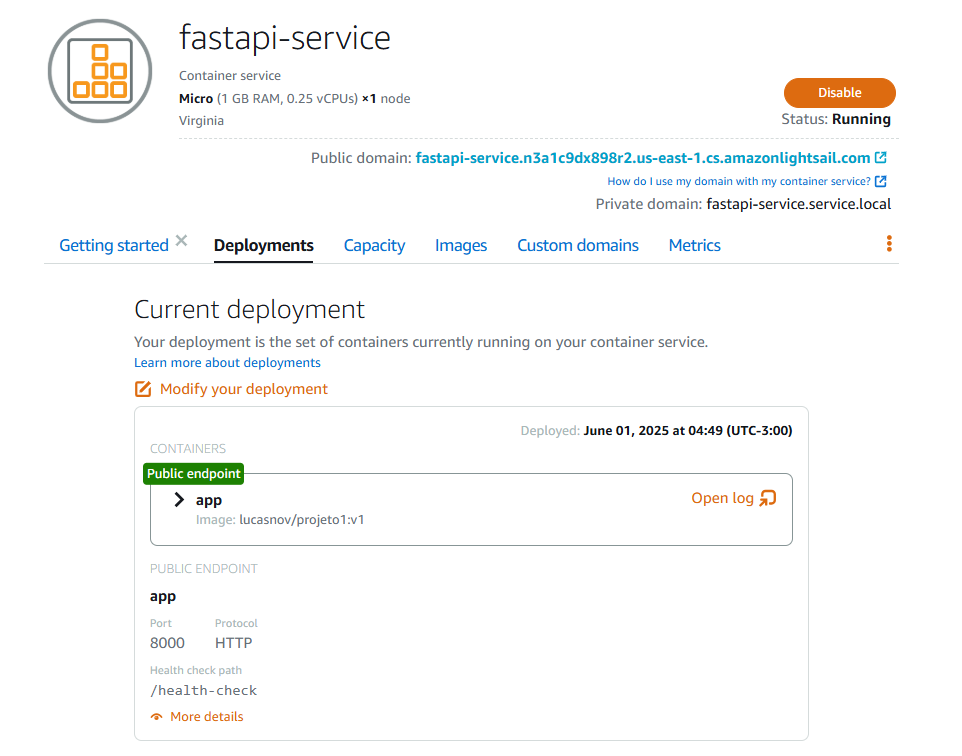 fastapi-service
Container service
Micro (1 GB RAM, 0.25 vCPUs) ×1 node
Virginia
Disable
Status: Running
Public domain: fastapi-service.n3a1c9dx898r2.us-east-1.cs.amazonlightsail.com
How do I use my domain with my container service?
Private domain: fastapi-service.service.local
Getting started Deployments Capacity Images Custom domains Metrics
Current deployment
Your deployment is the set of containers currently running on your container service.
Learn more about deployments
Modify your deployment
Deployed: June 01, 2025 at 04:49 (UTC-3:00)
CONTAINERS
Public endpoint
app
Open log
Image: lucasnov/projeto1:v1
PUBLIC ENDPOINT
app
Port Protocol
8000 HTTP
Health check path
/health-check
More details